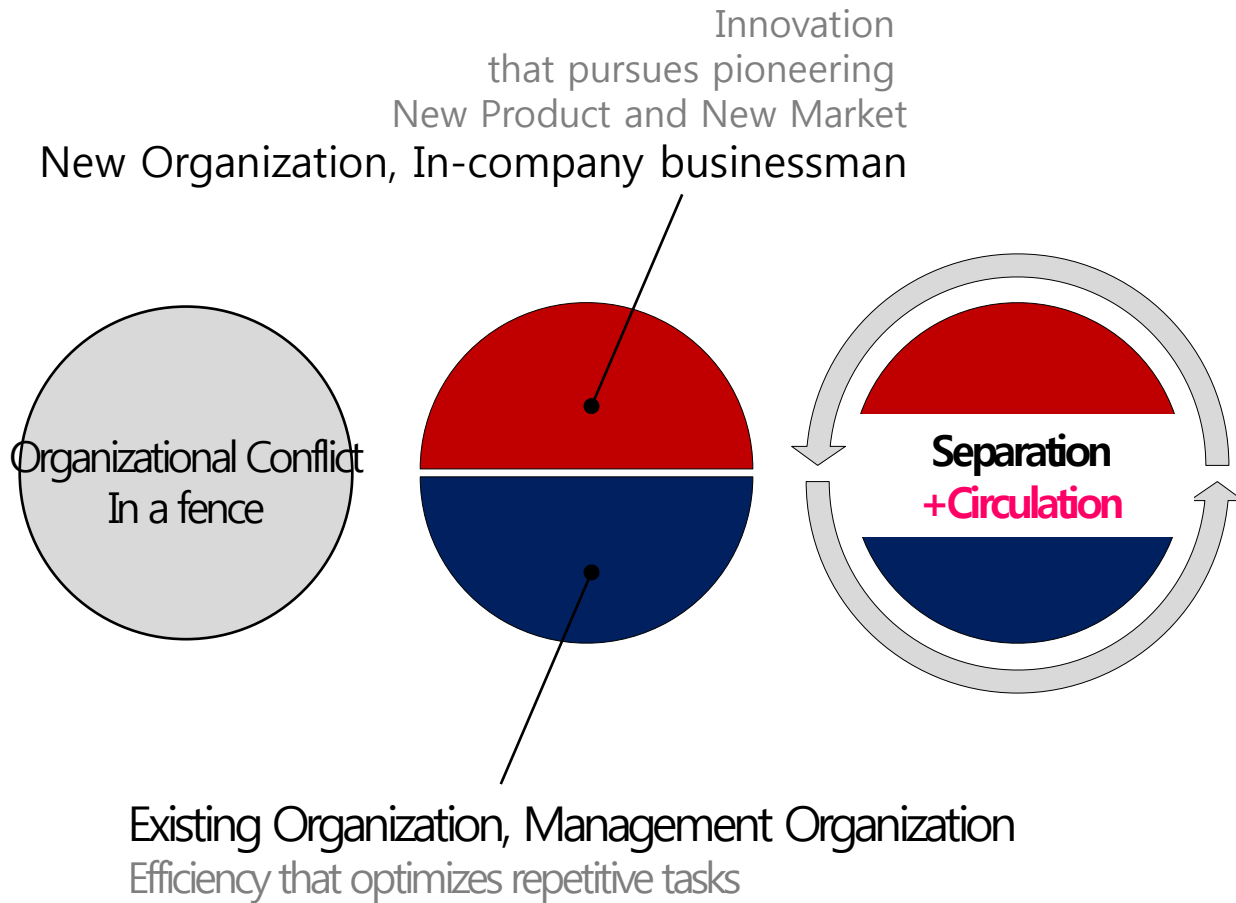 Innovation
that pursues pioneering
New Product and New Market
New Organization, In-company businessman
Organizational Conflict
In a fence
Separation
+Circulation
Existing Organization, Management Organization
Efficiency that optimizes repetitive tasks